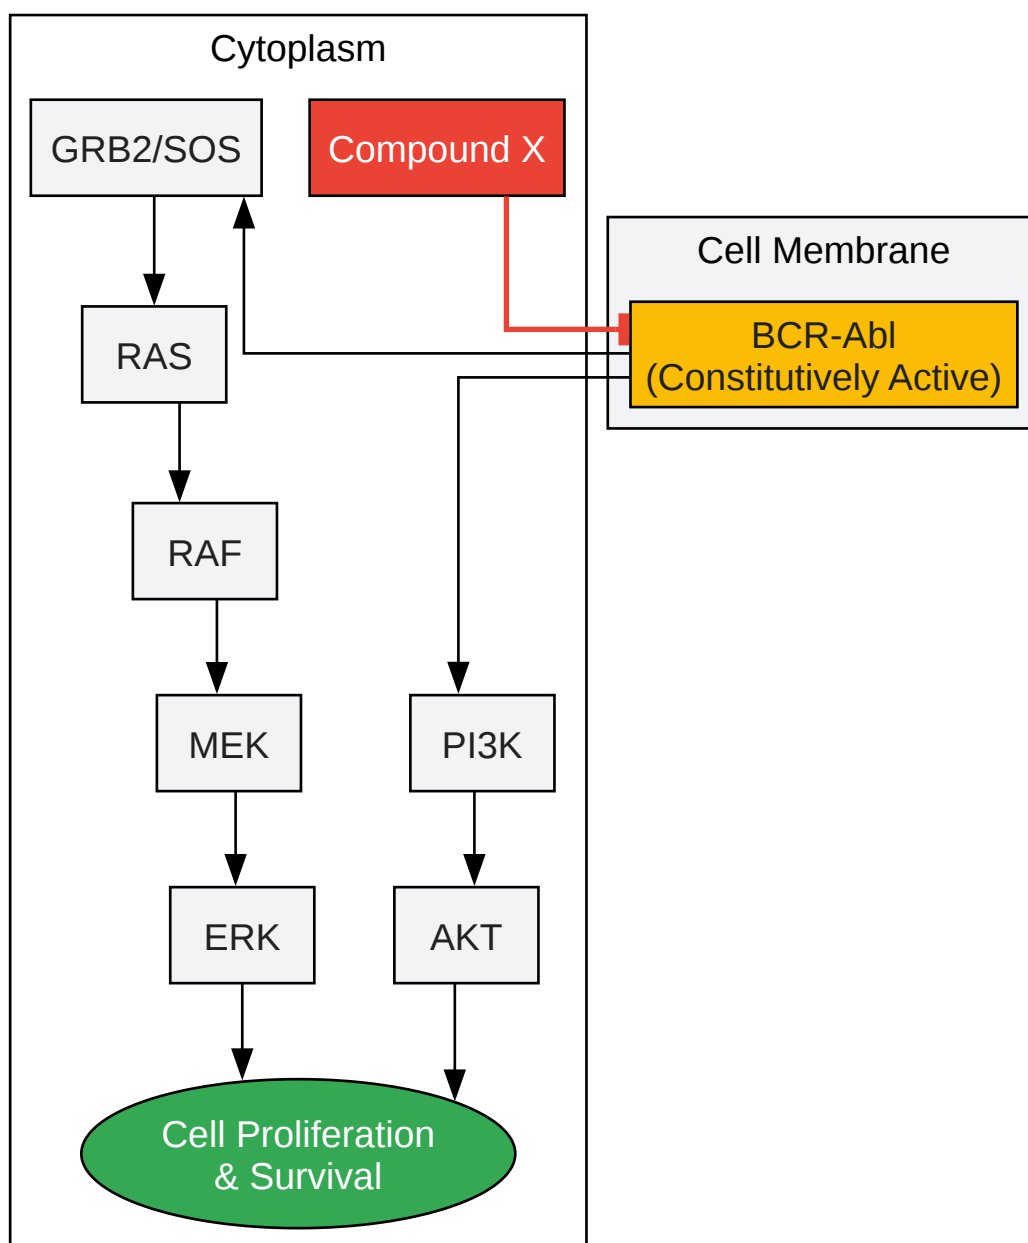 Cytoplasm
GRB2/SOS
Compound X
Cell Membrane
BCR-Abl
(Constitutively Active)
RAS
RAF
MEK
PI3K
ERK
AKT
Cell Proliferation
& Survival